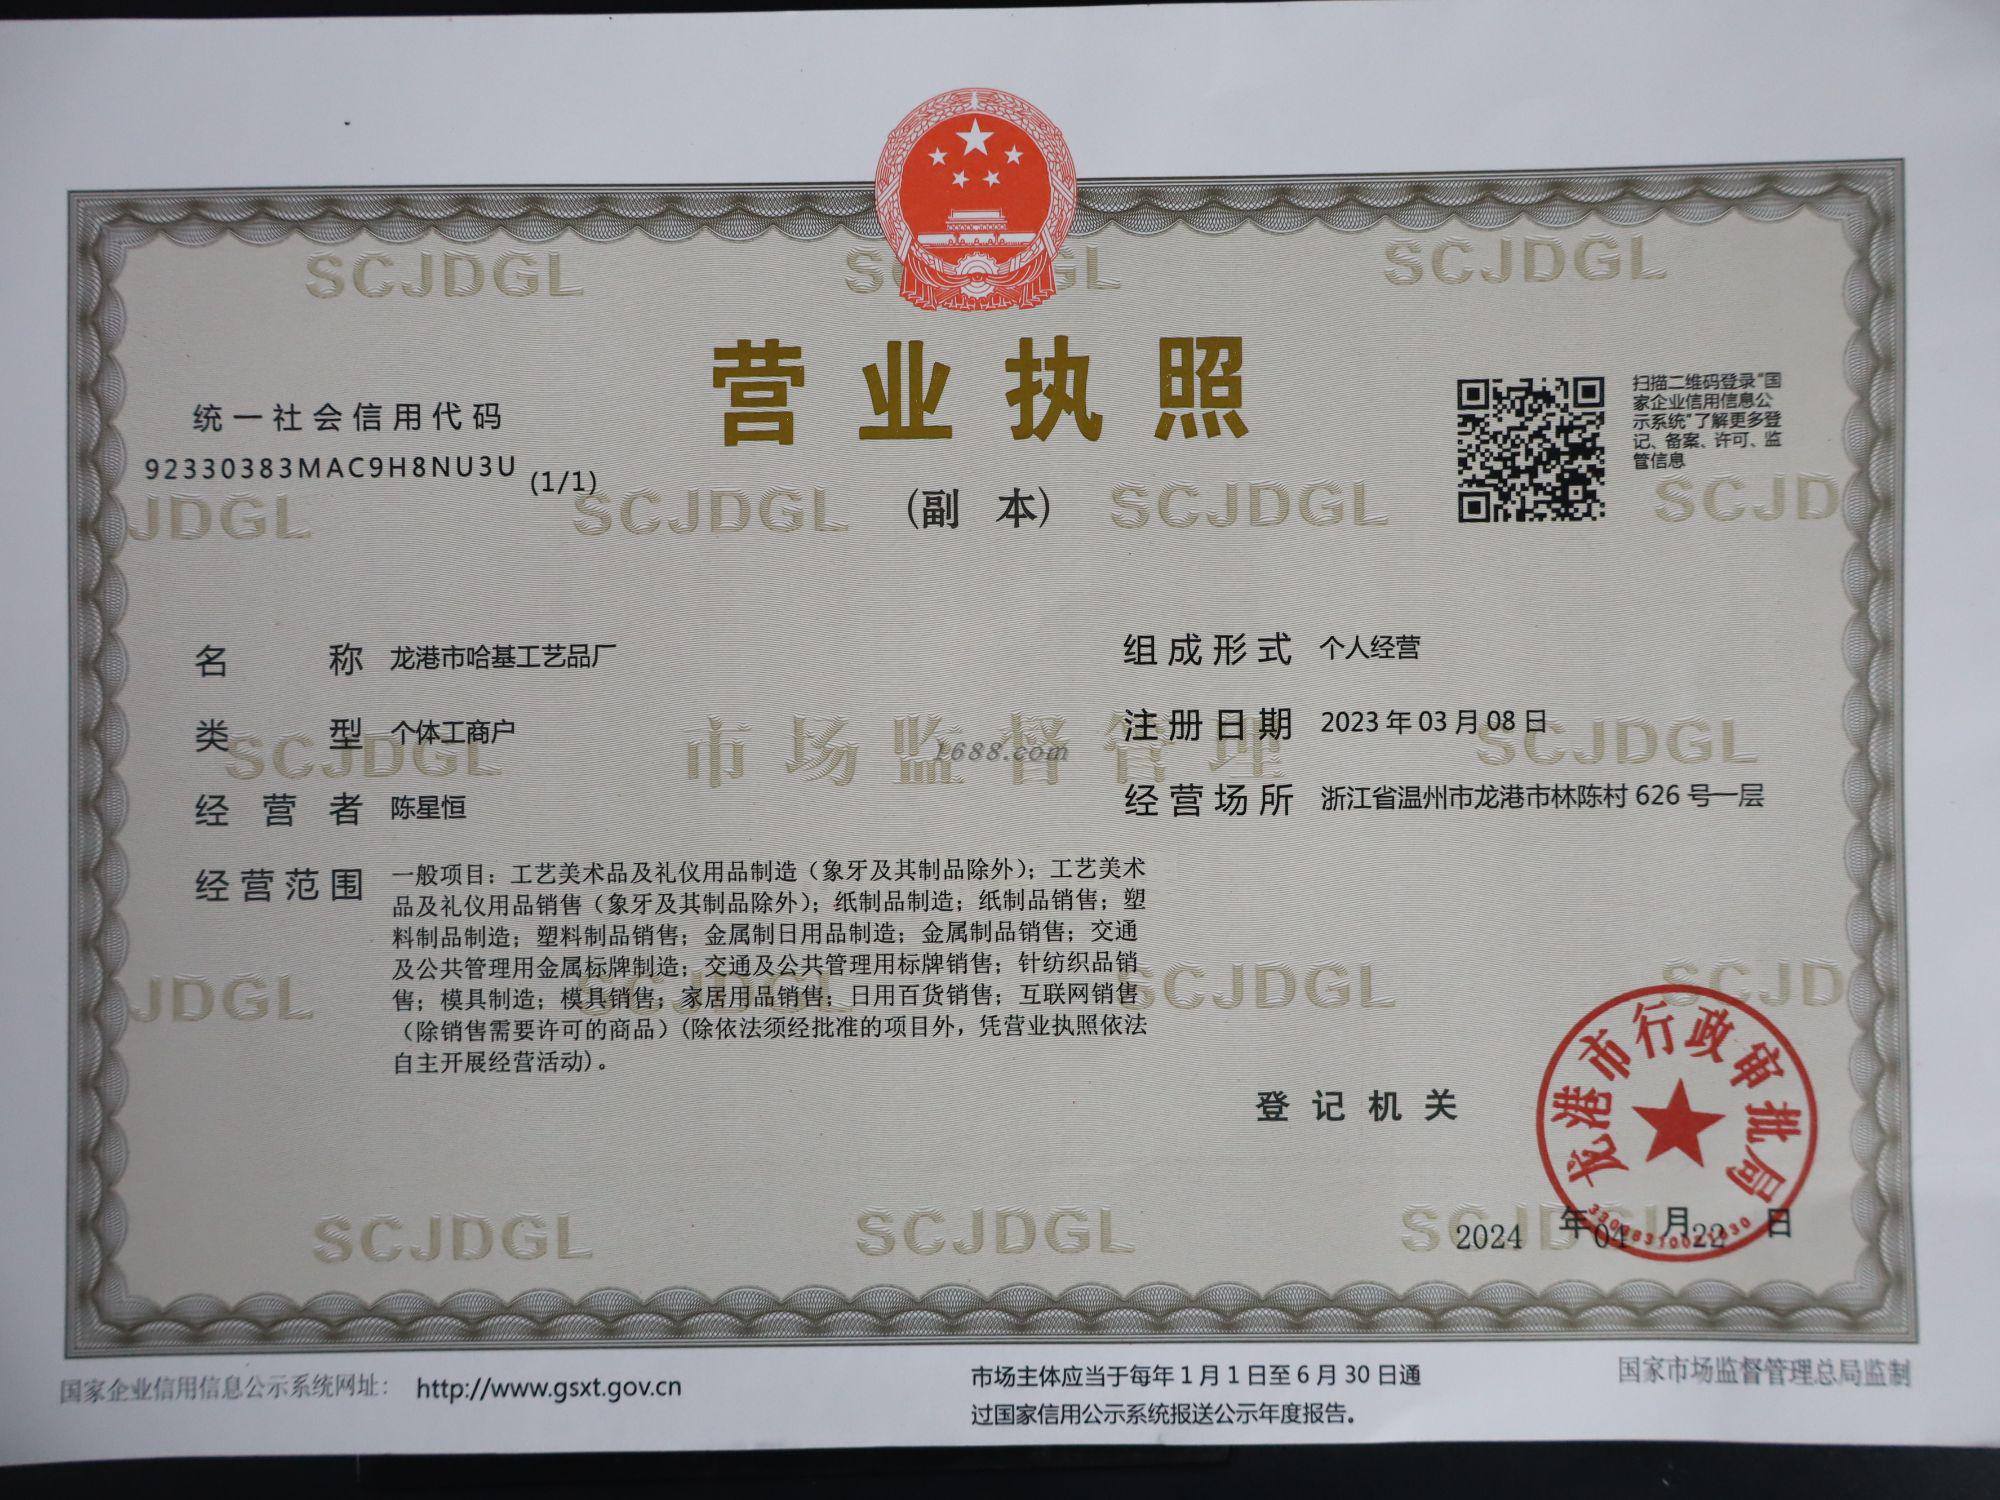 营业执照
(副 本)
统一社会信用代码
92330383MAC9H8NU3U (1/1)
扫描二维码登录“国
家企业信用信息公
示系统”了解更多登
记、备案、许可、监
管信息
名称 龙港市哈基工艺品厂
类型 个体工商户
经营者 陈星恒
经营范围 一般项目：工艺美术品及礼仪用品制造（象牙及其制品除外）；工艺美术
品及礼仪用品销售（象牙及其制品除外）；纸制品制造；纸制品销售；塑
料制品制造；塑料制品销售；金属制日用品制造；金属制品销售；交通
及公共管理用金属标牌制造；交通及公共管理用标牌销售；针纺织品销
售；模具制造；模具销售；家居用品销售；日用百货销售；互联网销售
（除销售需要许可的商品）(除依法须经批准的项目外，凭营业执照依法
自主开展经营活动)。
组成形式 个人经营
注册日期 2023 年 03 月 08 日
经营场所 浙江省温州市龙港市林陈村 626 号一层
登记机关
龙港市行政审批局
2024 年 04 月 22 日
SCJDGL SCJDGL SCJDGL
JDGL SCJDGL SCJDGL SCJD
SCJDGL 市场监督管理 SCJDGL
1688.com
JDGL SCJDGL SCJDGL SCJD
SCJDGL SCJDGL SCJDGL
国家企业信用信息公示系统网址： http://www.gsxt.gov.cn
市场主体应当于每年 1 月 1 日至 6 月 30 日通
过国家信用公示系统报送公示年度报告。
国家市场监督管理总局监制